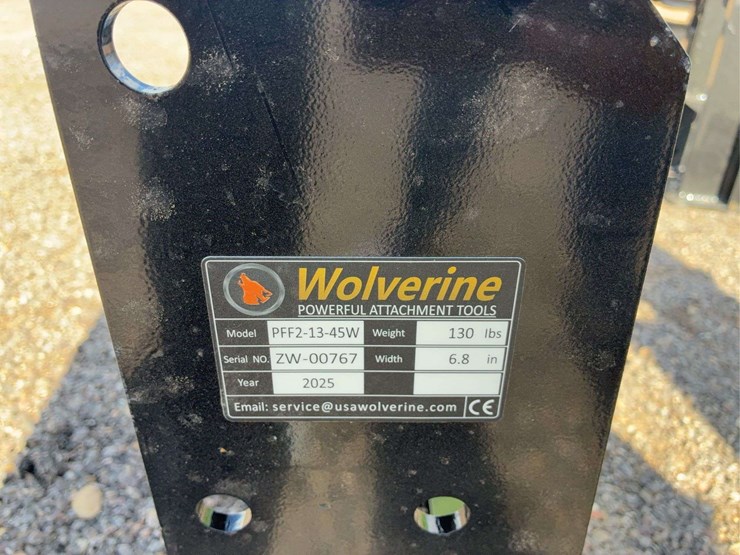 Wolverine
POWERFUL ATTACHMENT TOOLS
Model PFF2-13-45W Weight 130 lbs
Serial NO. ZW-00767 Width 6.8 in
Year 2025
Email: service@usawolverine.com CE